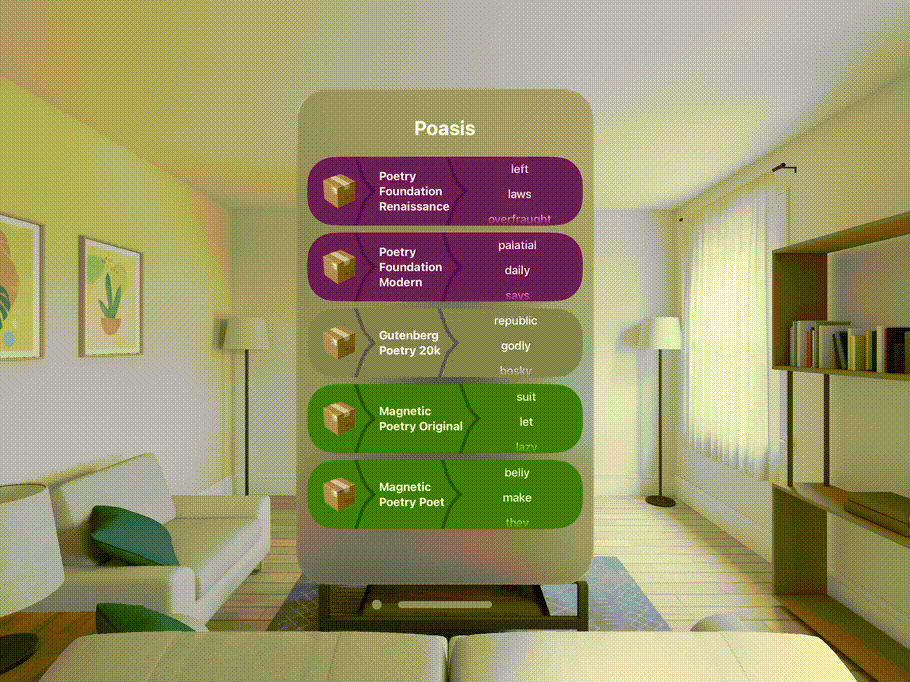 Poasis
Poetry
Foundation
Renaissance
left
laws
overfraught
Poetry
Foundation
Modern
palatial
daily
says
Gutenberg
Poetry 20k
republic
godly
bosky
Magnetic
Poetry Original
suit
let
lazy
Magnetic
Poetry Poet
belly
make
they